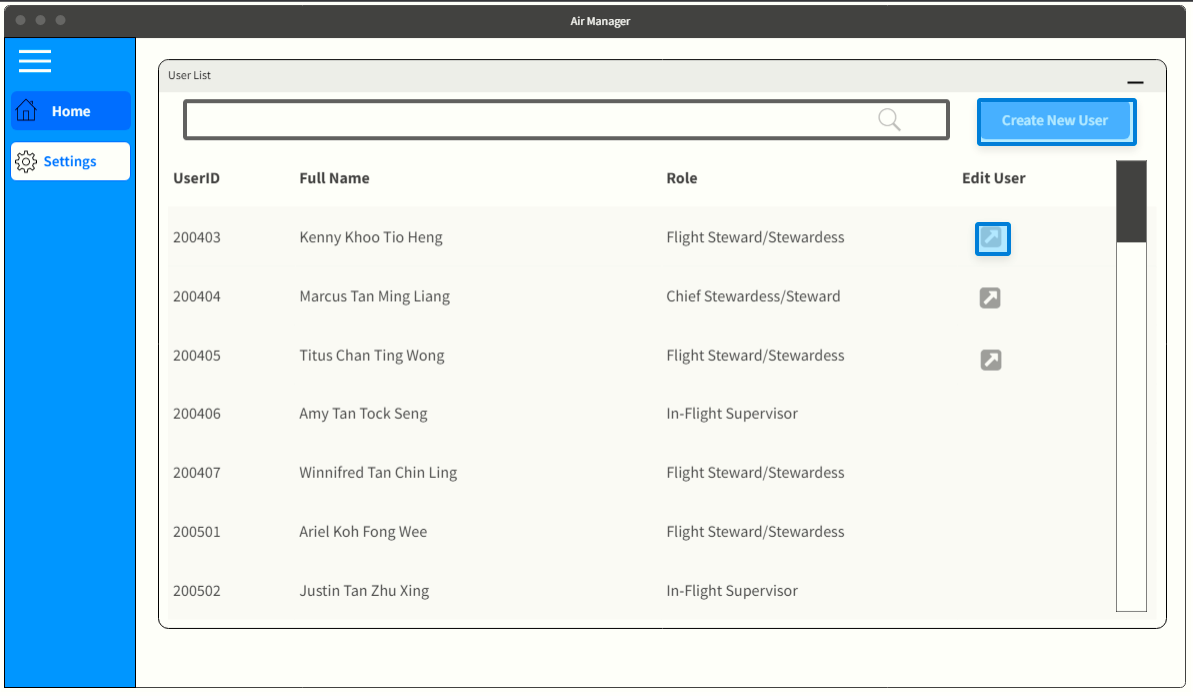 Air Manager
Home
Settings
User List
Create New User
UserID Full Name Role Edit User
200403 Kenny Khoo Tio Heng Flight Steward/Stewardess
200404 Marcus Tan Ming Liang Chief Stewardess/Steward
200405 Titus Chan Ting Wong Flight Steward/Stewardess
200406 Amy Tan Tock Seng In-Flight Supervisor
200407 Winnifred Tan Chin Ling Flight Steward/Stewardess
200501 Ariel Koh Fong Wee Flight Steward/Stewardess
200502 Justin Tan Zhu Xing In-Flight Supervisor